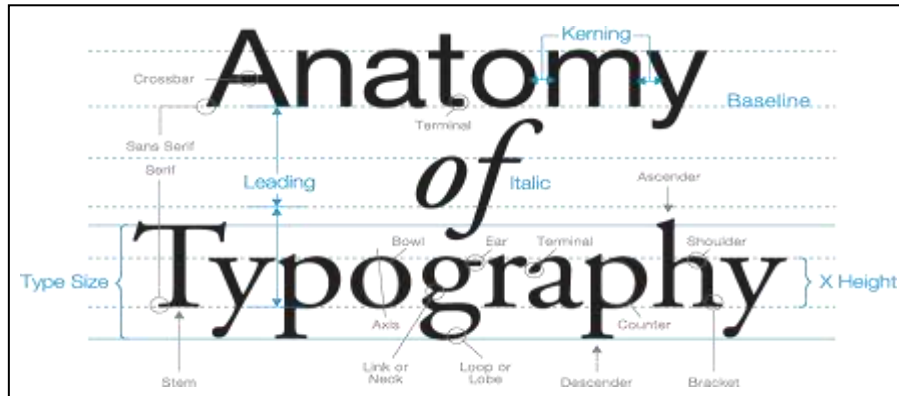 Anatomy
Kerning
Crossbar
Baseline
Terminal
Sans Serif
Serif
of
Leading
Italic
Ascender
Typography
Bowl
Ear
Terminal
Shoulder
Type Size
X Height
Axis
Counter
Link or
Neck
Loop or
Lobe
Stem
Descender
Bracket